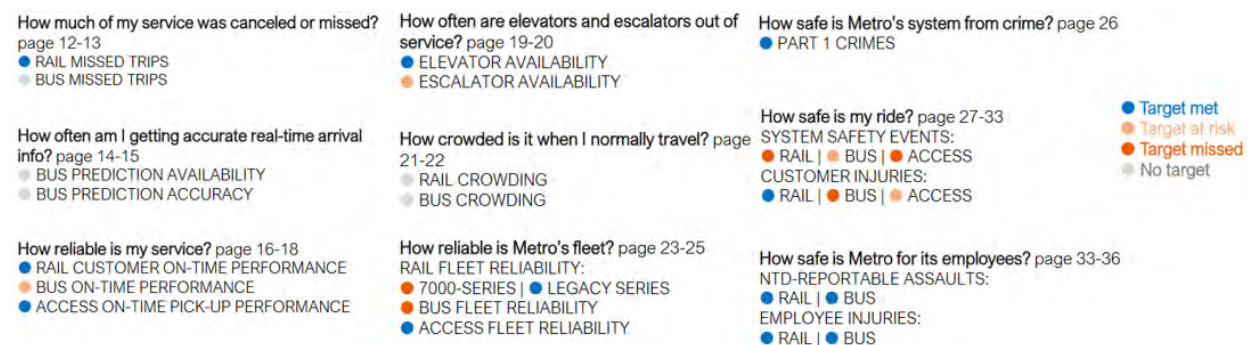 How much of my service was canceled or missed?
page 12-13
RAIL MISSED TRIPS
BUS MISSED TRIPS
How often am I getting accurate real-time arrival
info? page 14-15
BUS PREDICTION AVAILABILITY
BUS PREDICTION ACCURACY
How reliable is my service? page 16-18
RAIL CUSTOMER ON-TIME PERFORMANCE
BUS ON-TIME PERFORMANCE
ACCESS ON-TIME PICK-UP PERFORMANCE
How often are elevators and escalators out of
service? page 19-20
ELEVATOR AVAILABILITY
ESCALATOR AVAILABILITY
How crowded is it when I normally travel? page
21-22
RAIL CROWDING
BUS CROWDING
How reliable is Metro's fleet? page 23-25
RAIL FLEET RELIABILITY:
7000-SERIES | LEGACY SERIES
BUS FLEET RELIABILITY
ACCESS FLEET RELIABILITY
How safe is Metro's system from crime? page 26
PART 1 CRIMES
How safe is my ride? page 27-33
SYSTEM SAFETY EVENTS:
RAIL | BUS | ACCESS
CUSTOMER INJURIES:
RAIL | BUS | ACCESS
How safe is Metro for its employees? page 33-36
NTD-REPORTABLE ASSAULTS:
RAIL | BUS
EMPLOYEE INJURIES:
RAIL | BUS
Target met
Target at risk
Target missed
No target